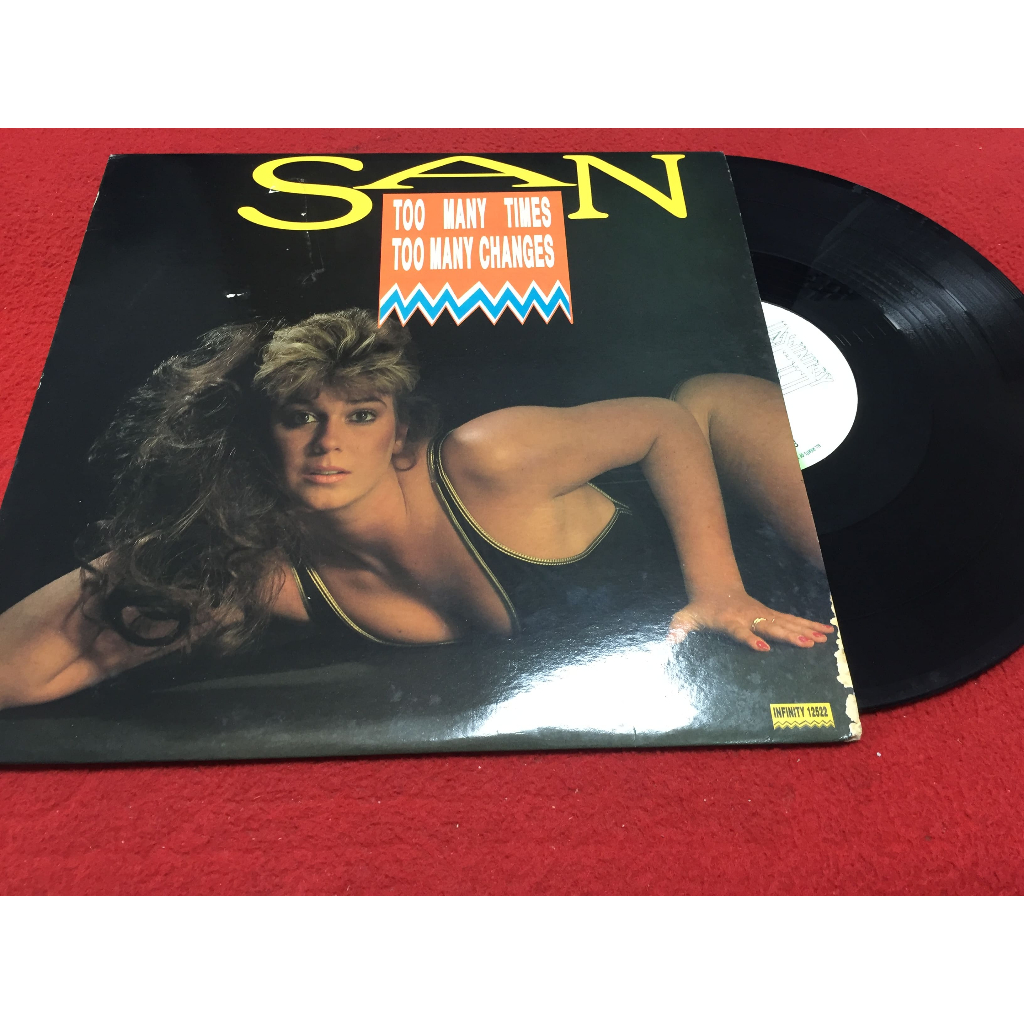 SAN
TOO MANY TIMES
TOO MANY CHANGES
INFINITY 12522